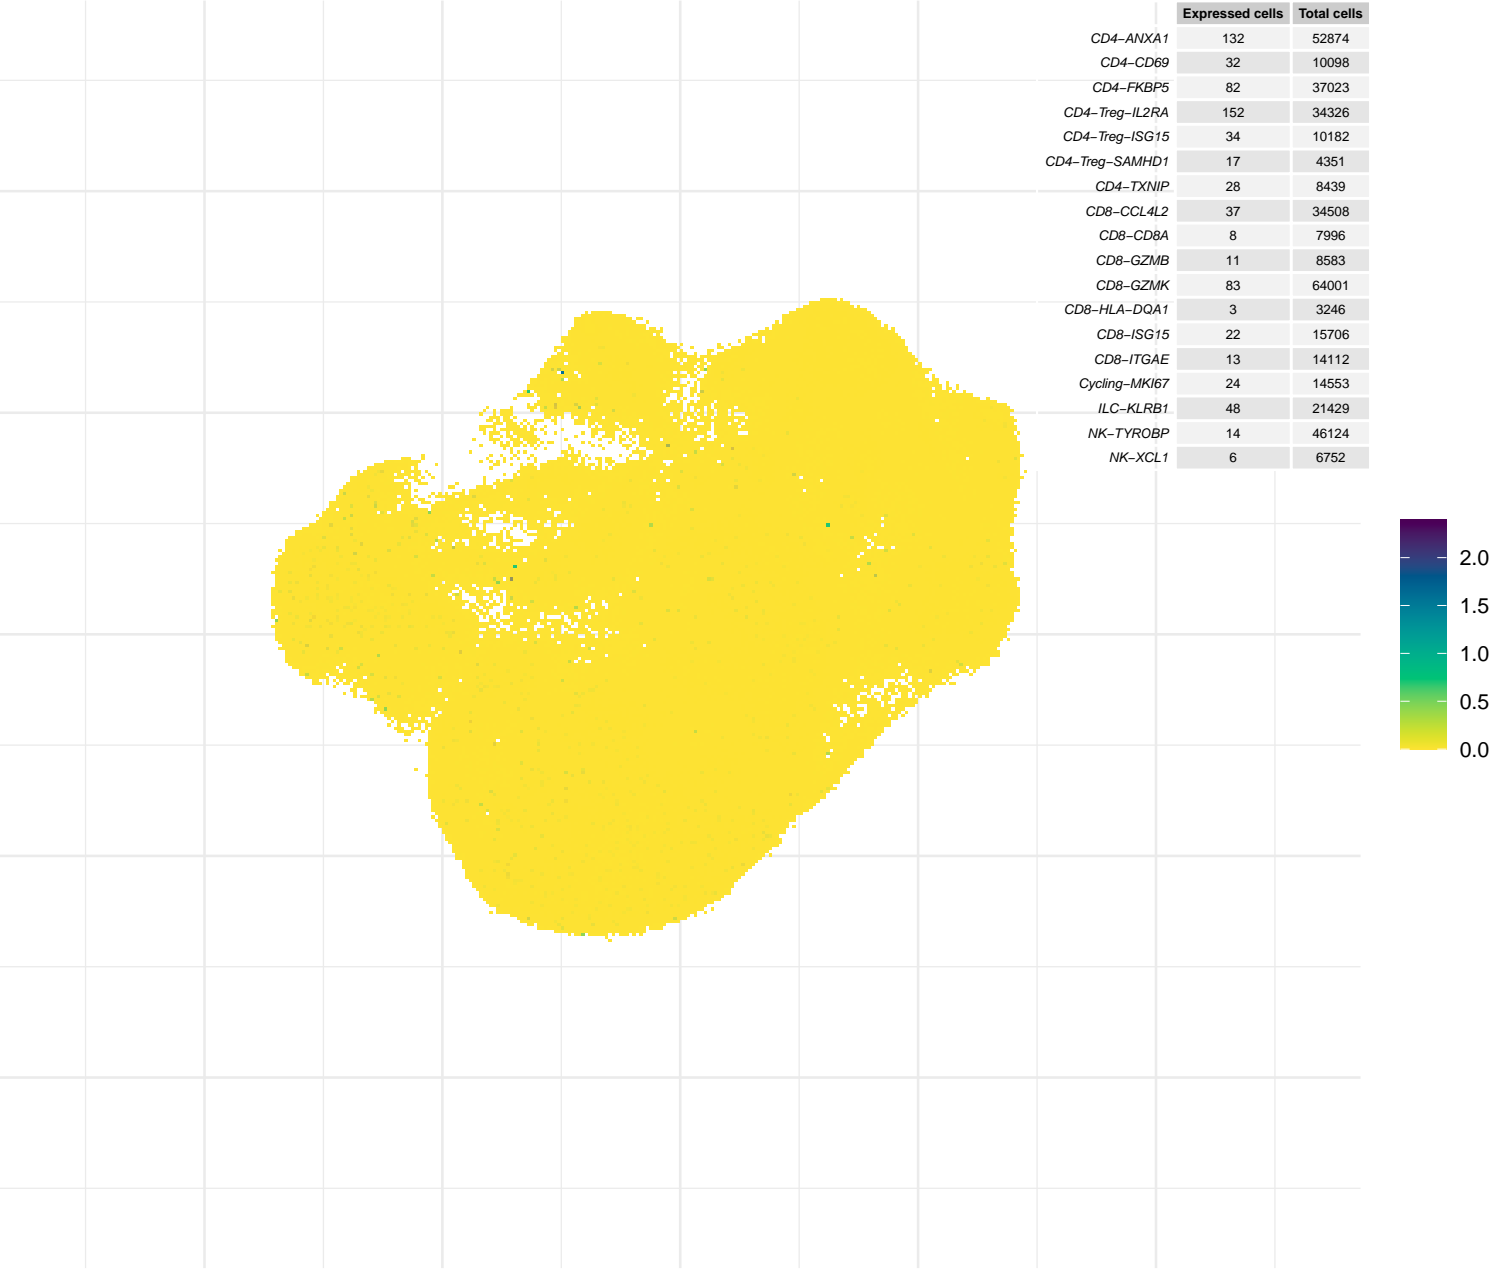 Expressed cells Total cells
CD4−ANXA1 132 52874
CD4−CD69 32 10098
CD4−FKBP5 82 37023
CD4−Treg−IL2RA 152 34326
CD4−Treg−ISG15 34 10182
CD4−Treg−SAMHD1 17 4351
CD4−TXNIP 28 8439
CD8−CCL4L2 37 34508
CD8−CD8A 8 7996
CD8−GZMB 11 8583
CD8−GZMK 83 64001
CD8−HLA−DQA1 3 3246
CD8−ISG15 22 15706
CD8−ITGAE 13 14112
Cycling−MKI67 24 14553
ILC−KLRB1 48 21429
NK−TYROBP 14 46124
NK−XCL1 6 6752
2.0
1.5
1.0
0.5
0.0